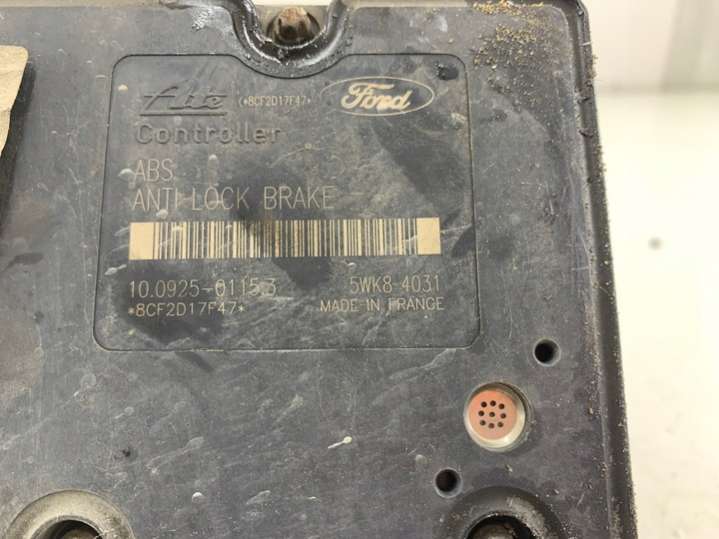 Ate (*8CF2D17F47* Ford
Controller
ABS
ANTI-LOCK BRAKE
10.0925-0115.3 5WK8 4031
*8CF2D17F47* MADE-IN FRANCE